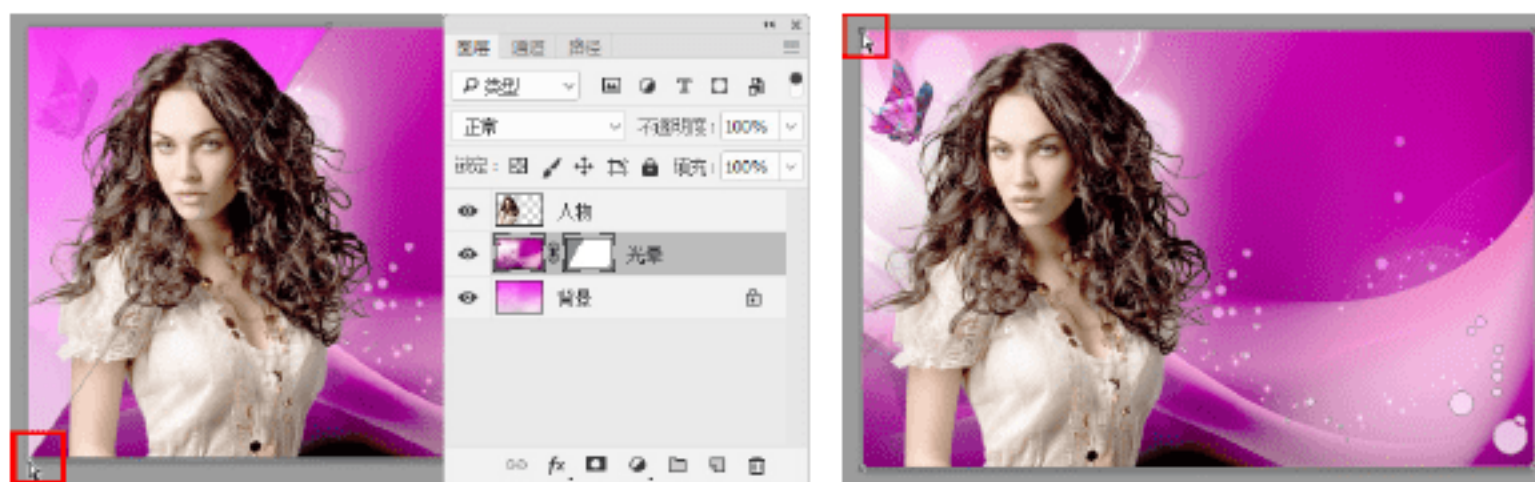 图层 通道 路径
类型
正常 不透明度: 100%
锁定: 填充: 100%
人物
光晕
背景
fx